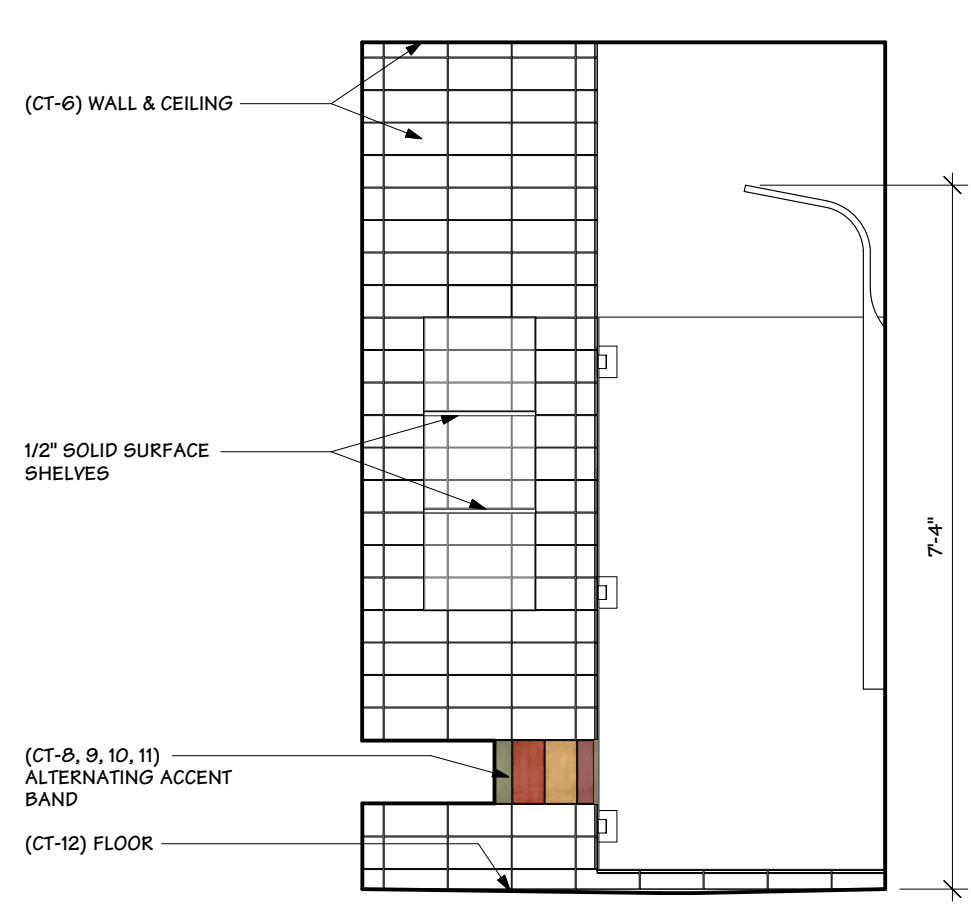 (CT-6) WALL & CEILING
1/2" SOLID SURFACE
SHELVES
7'-4"
(CT-8, 9, 10, 11)
ALTERNATING ACCENT
BAND
(CT-12) FLOOR